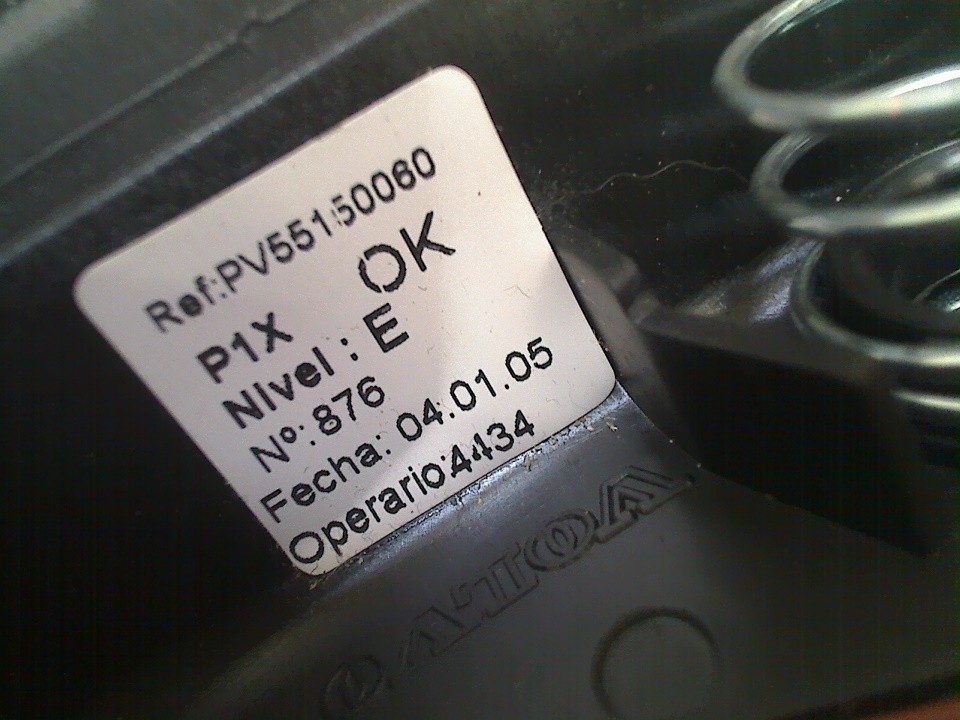 Ref:PV55150060
P1X OK
Nivel : E
Nº:876
Fecha: 04.01.05
Operario:4434